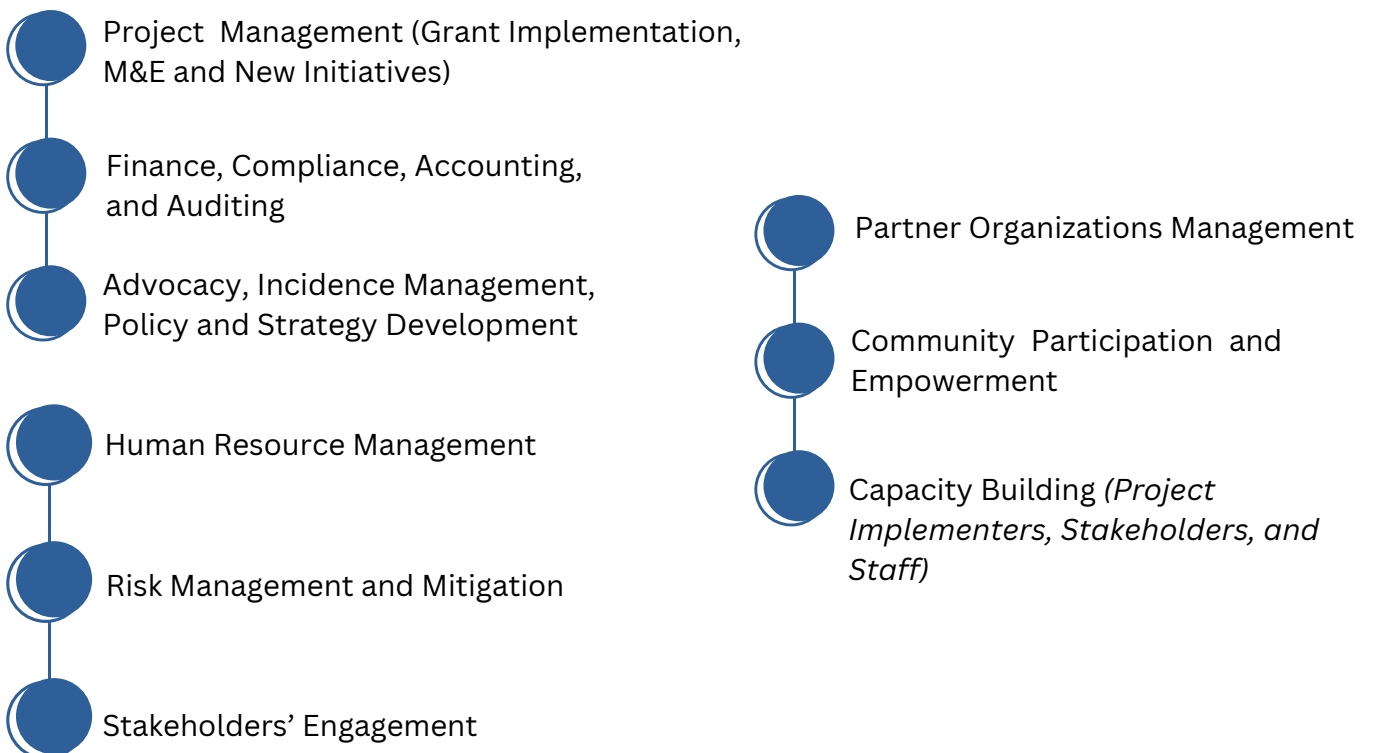 Project  Management (Grant Implementation,
M&E and New Initiatives)
Finance, Compliance, Accounting,
and Auditing
Advocacy, Incidence Management,
Policy and Strategy Development
Human Resource Management
Risk Management and Mitigation
Stakeholders’ Engagement
Partner Organizations Management
Community  Participation  and
Empowerment
Capacity Building (Project
Implementers, Stakeholders, and
Staff)